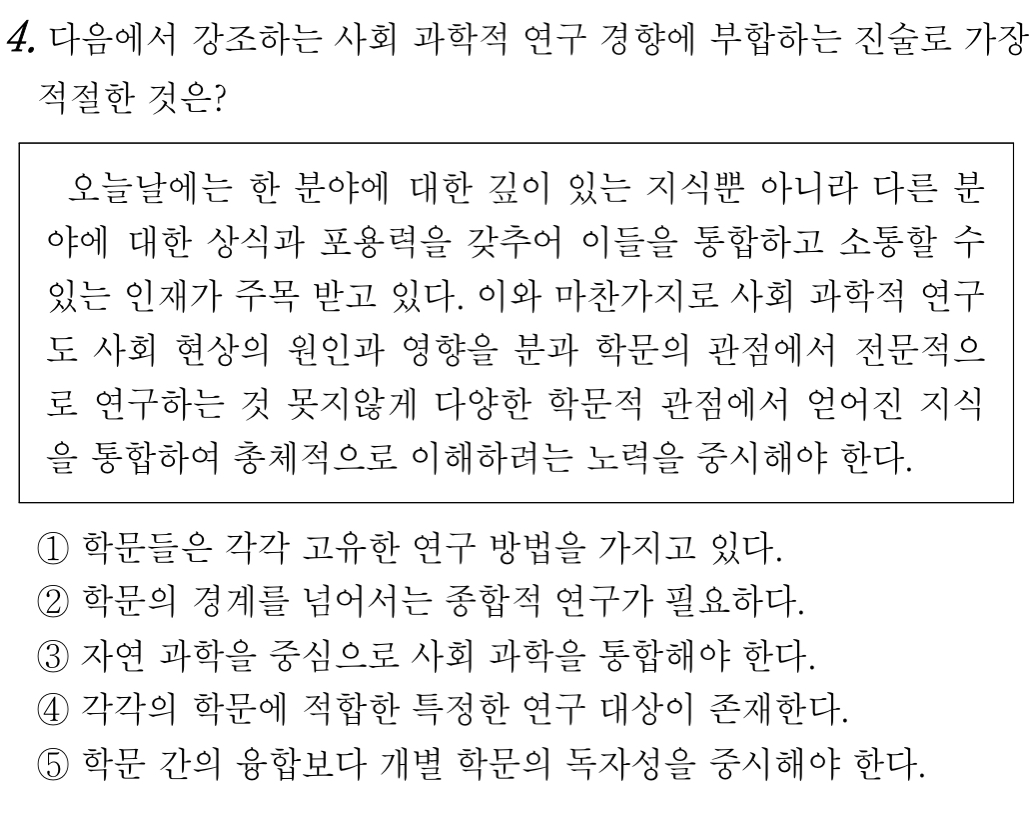 4. 다음에서 강조하는 사회 과학적 연구 경향에 부합하는 진술로 가장
적절한 것은?
오늘날에는 한 분야에 대한 깊이 있는 지식뿐 아니라 다른 분
야에 대한 상식과 포용력을 갖추어 이들을 통합하고 소통할 수
있는 인재가 주목 받고 있다. 이와 마찬가지로 사회 과학적 연구
도 사회 현상의 원인과 영향을 분과 학문의 관점에서 전문적으
로 연구하는 것 못지않게 다양한 학문적 관점에서 얻어진 지식
을 통합하여 총체적으로 이해하려는 노력을 중시해야 한다.
① 학문들은 각각 고유한 연구 방법을 가지고 있다.
② 학문의 경계를 넘어서는 종합적 연구가 필요하다.
③ 자연 과학을 중심으로 사회 과학을 통합해야 한다.
④ 각각의 학문에 적합한 특정한 연구 대상이 존재한다.
⑤ 학문 간의 융합보다 개별 학문의 독자성을 중시해야 한다.